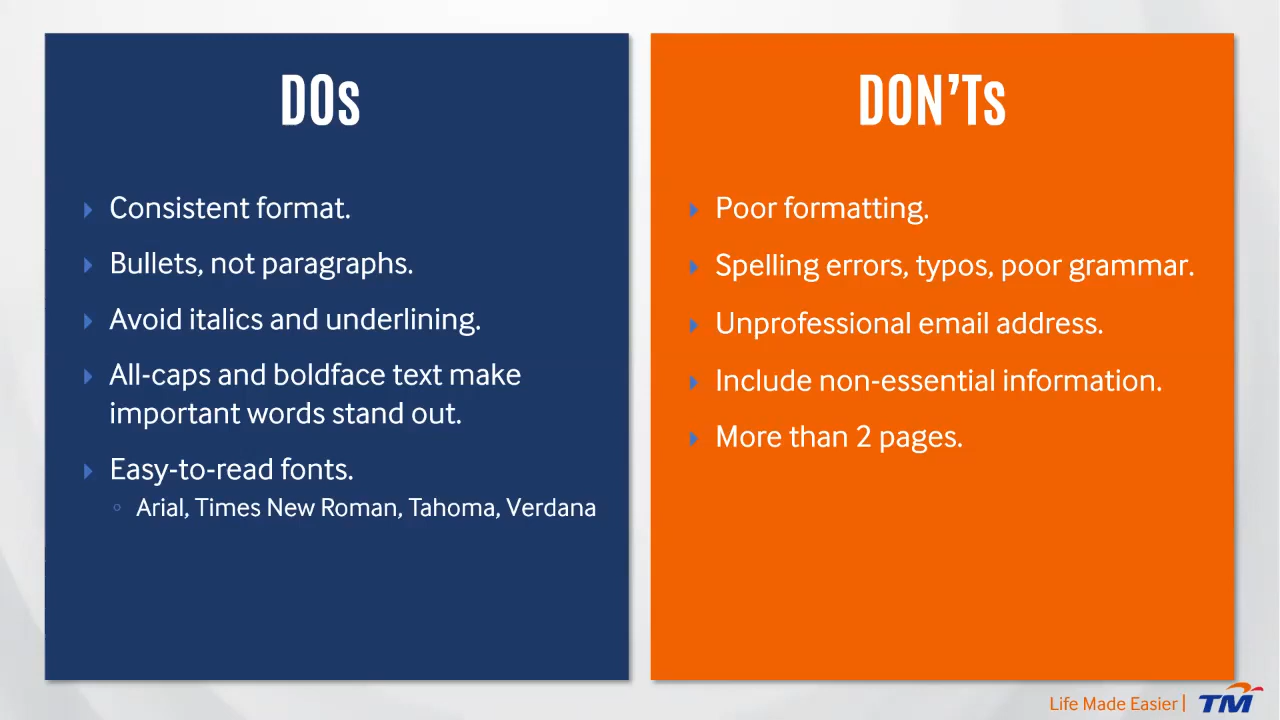 DOs
Consistent format.
Bullets, not paragraphs.
Avoid italics and underlining.
All-caps and boldface text make
important words stand out.
Easy-to-read fonts.
Arial, Times New Roman, Tahoma, Verdana
DON'Ts
Poor formatting.
Spelling errors, typos, poor grammar.
Unprofessional email address.
Include non-essential information.
More than 2 pages.
Life Made Easier | TM